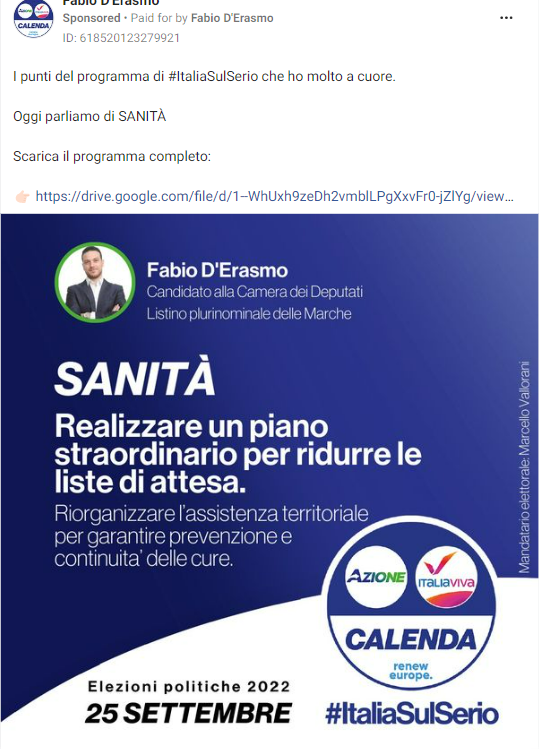 Fabio D'Erasmo
Sponsored • Paid for by Fabio D'Erasmo
ID: 618520123279921
I punti del programma di #ItaliaSulSerio che ho molto a cuore.
Oggi parliamo di SANITÀ
Scarica il programma completo:
👉🏻 https://drive.google.com/file/d/1--WhUxh9zeDh2vmblLPgXxvFr0-jZlYg/view...
Fabio D'Erasmo
Candidato alla Camera dei Deputati
Listino plurinominale delle Marche
SANITÀ
Realizzare un piano
straordinario per ridurre le
liste di attesa.
Riorganizzare l'assistenza territoriale
per garantire prevenzione e
continuita' delle cure.
Mandatario elettorale: Marcello Vallorani
AZIONE
ITALIAVIVA
CALENDA
renew
europe.
Elezioni politiche 2022
25 SETTEMBRE
#ItaliaSulSerio